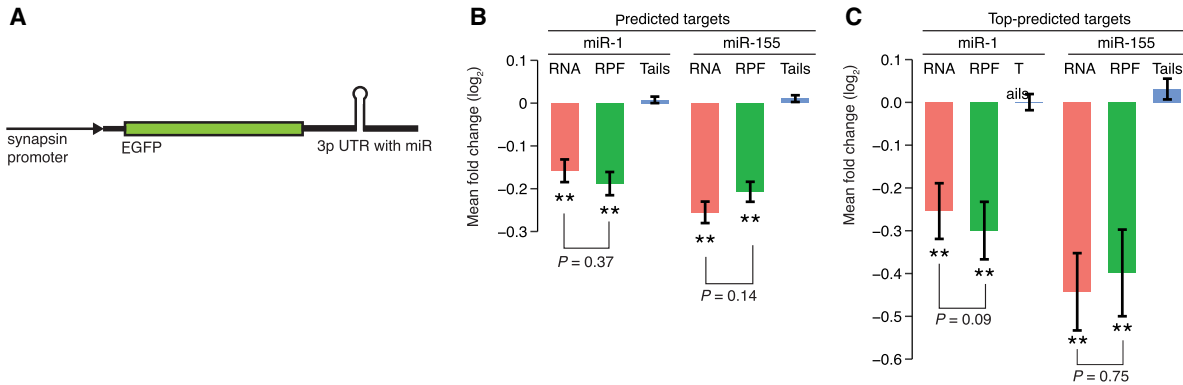 A
synapsin
promoter
EGFP
3p UTR with miR
B
Predicted targets
miR-1
miR-155
RNA RPF Tails RNA RPF Tails
Mean fold change (log2)
0.1
0
−0.1
−0.2
−0.3
** ** ** **
P = 0.37
P = 0.14
C
Top-predicted targets
miR-1
miR-155
RNA RPF T
ails
RNA RPF Tails
Mean fold change (log2)
0.1
0.0
−0.1
−0.2
−0.3
−0.4
−0.5
−0.6
** ** ** **
P = 0.09
P = 0.75